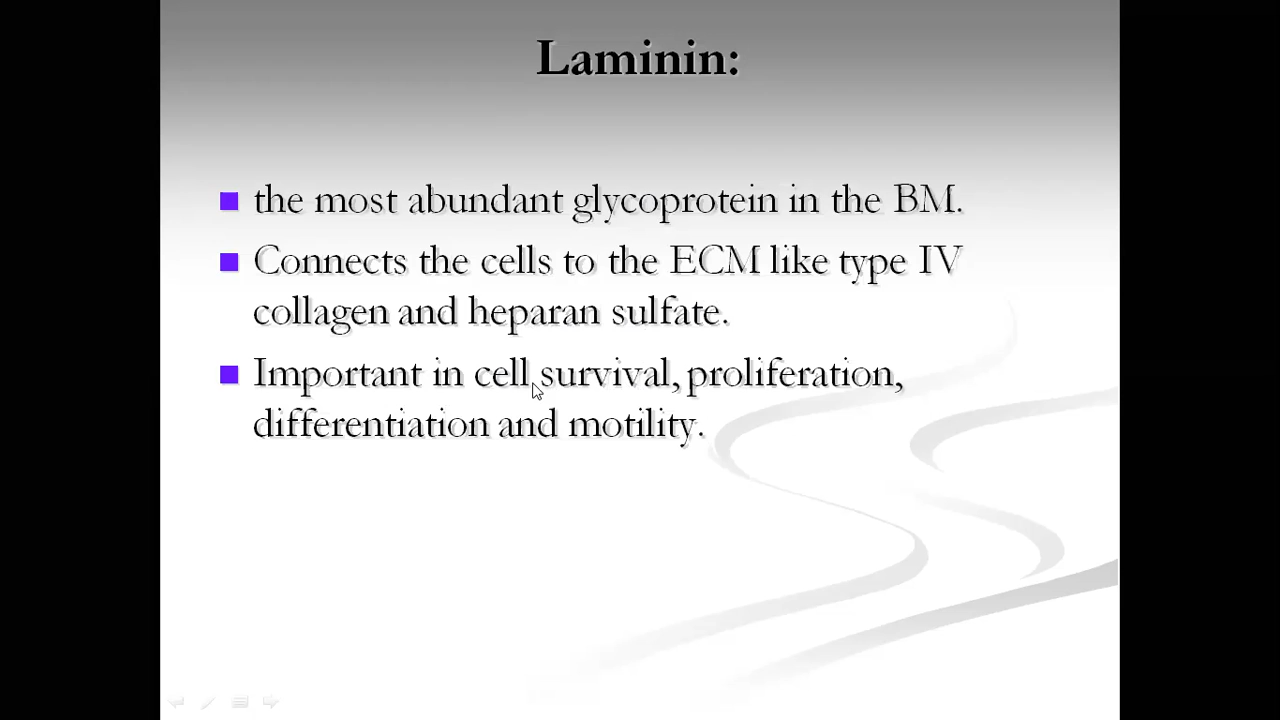 Laminin:
the most abundant glycoprotein in the BM.
Connects the cells to the ECM like type IV
collagen and heparan sulfate.
Important in cell survival, proliferation,
differentiation and motility.